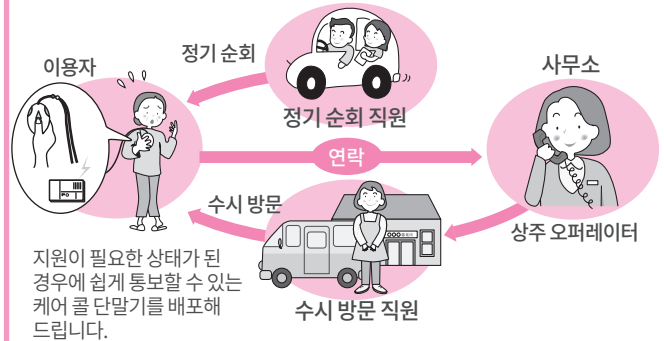 정기 순회
이용자
사무소
정기 순회 직원
연락
수시 방문
상주 오퍼레이터
지원이 필요한 상태가 된
경우에 쉽게 통보할 수 있는
케어 콜 단말기를 배포해
드립니다.
수시 방문 직원